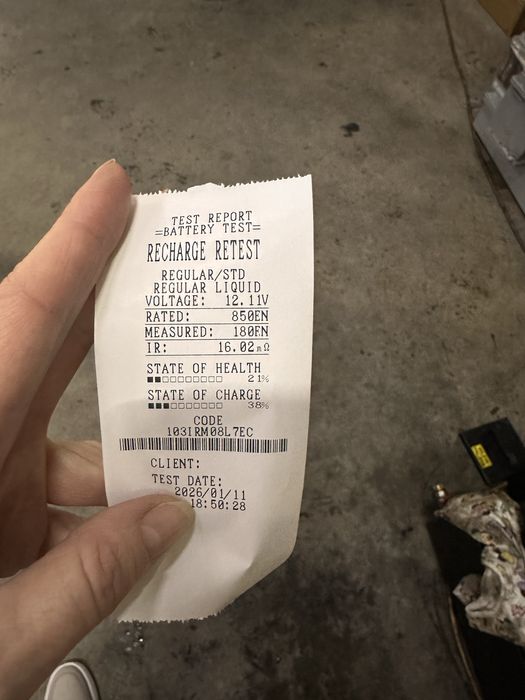 TEST REPORT
=BATTERY TEST=
RECHARGE RETEST
REGULAR/STD
REGULAR LIQUID
VOLTAGE: 12.11V
RATED: 850EN
MEASURED: 180EN
IR: 16.02mΩ
STATE OF HEALTH
21%
STATE OF CHARGE
38%
CODE
103IRM08L7EC
CLIENT:
TEST DATE:
2026/01/11
18:50:28